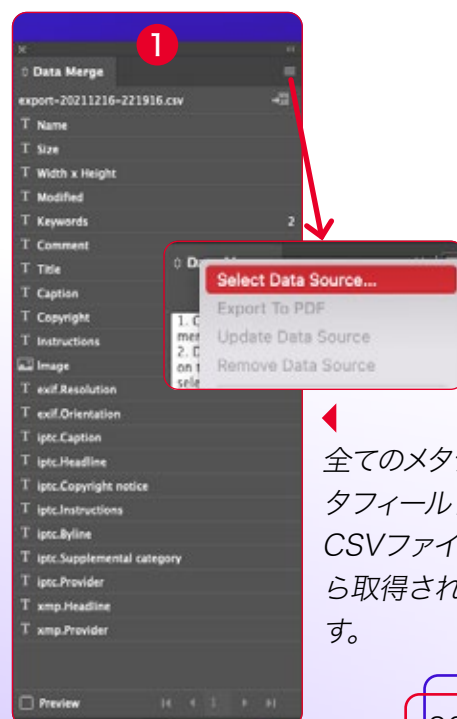 1
Data Merge
export-20211216-221916.csv
T Name
T Size
T Width x Height
T Modified
T Keywords 2
T Comment
T Title
T Caption
T Copyright
T Instructions
Image
T exif.Resolution
T exif.Orientation
T iptc.Caption
T iptc.Headline
T iptc.Copyright notice
T iptc.Instructions
T iptc.Byline
T iptc.Supplemental category
T iptc.Provider
T xmp.Headline
T xmp.Provider
Preview 1
Select Data Source...
Export To PDF
Update Data Source
Remove Data Source
1.
2.
on
全てのメタ
タフィール
CSVファイ
ら取得され
す。